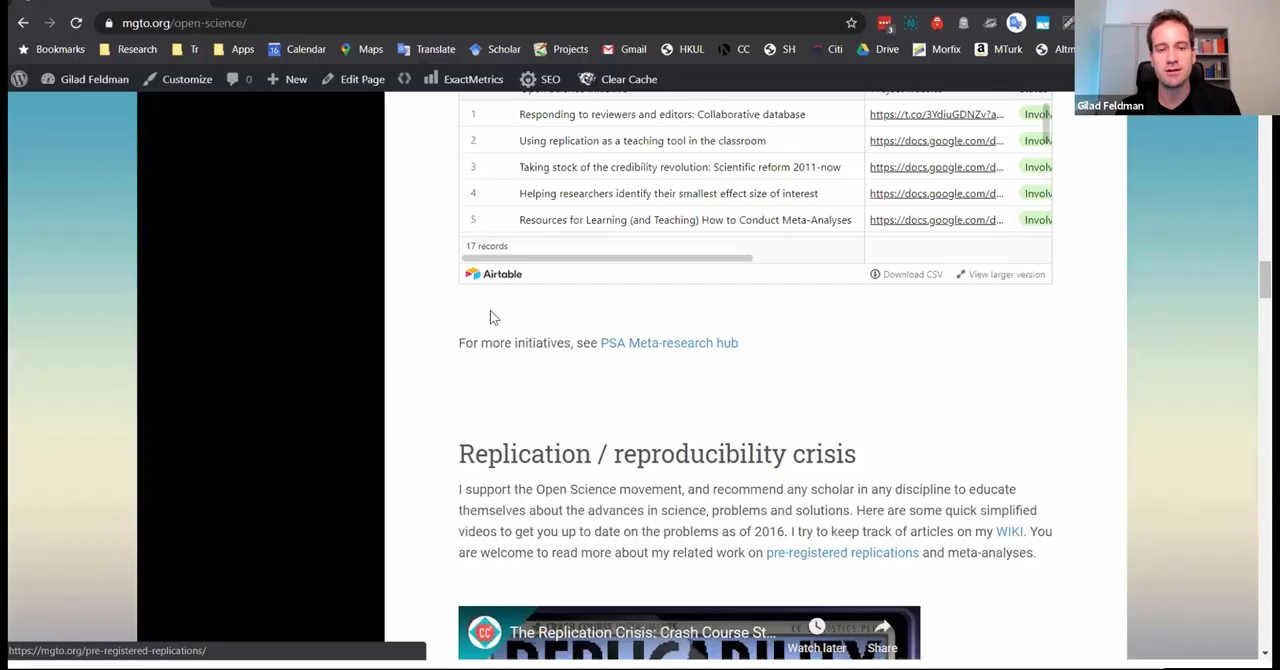 mgto.org/open-science/
3
Bookmarks Research Tr Apps 16 Calendar Maps Translate Scholar Projects Gmail HKUL CC SH Citi Drive Morfix MTurk Altm
Gilad Feldman Customize 0 New Edit Page ExactMetrics SEO Clear Cache
Gilad Feldman
1 Responding to reviewers and editors: Collaborative database https://t.co/3YdiuGDNZv?a... Involv
2 Using replication as a teaching tool in the classroom https://docs.google.com/d... Involv
3 Taking stock of the credibility revolution: Scientific reform 2011-now https://docs.google.com/d... Involv
4 Helping researchers identify their smallest effect size of interest https://docs.google.com/d... Involv
5 Resources for Learning (and Teaching) How to Conduct Meta-Analyses https://docs.google.com/d... Involv
17 records
Airtable Download CSV View larger version
For more initiatives, see PSA Meta-research hub
Replication / reproducibility crisis
I support the Open Science movement, and recommend any scholar in any discipline to educate
themselves about the advances in science, problems and solutions. Here are some quick simplified
videos to get you up to date on the problems as of 2016. I try to keep track of articles on my WIKI. You
are welcome to read more about my related work on pre-registered replications and meta-analyses.
CC The Replication Crisis: Crash Course St...
Watch later Share
https://mgto.org/pre-registered-replications/